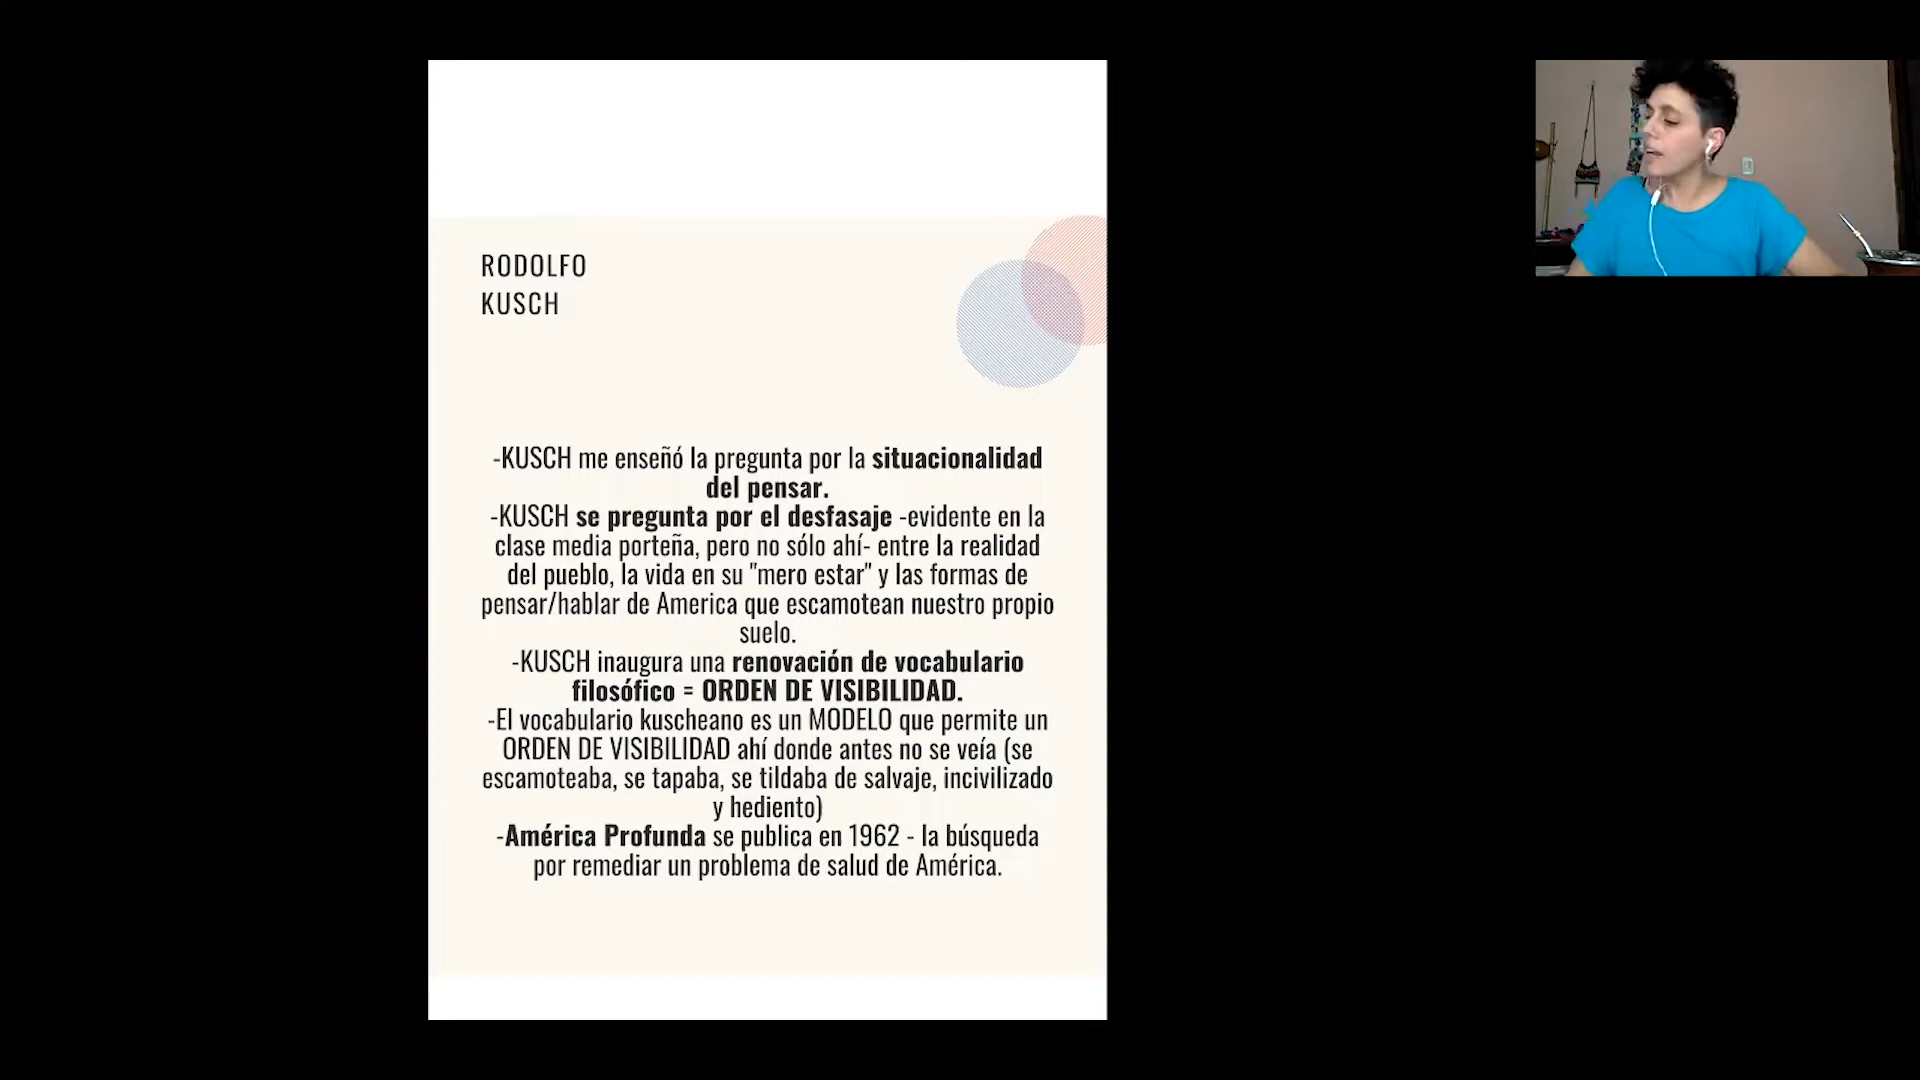 RODOLFO
KUSCH
-KUSCH me enseñó la pregunta por la situacionalidad
del pensar.
-KUSCH se pregunta por el desfasaje -evidente en la
clase media porteña, pero no sólo ahí- entre la realidad
del pueblo, la vida en su "mero estar" y las formas de
pensar/hablar de America que escamotean nuestro propio
suelo.
-KUSCH inaugura una renovación de vocabulario
filosófico = ORDEN DE VISIBILIDAD.
-El vocabulario kuscheano es un MODELO que permite un
ORDEN DE VISIBILIDAD ahí donde antes no se veía (se
escamoteaba, se tapaba, se tildaba de salvaje, incivilizado
y hediento)
-América Profunda se publica en 1962 - la búsqueda
por remediar un problema de salud de América.